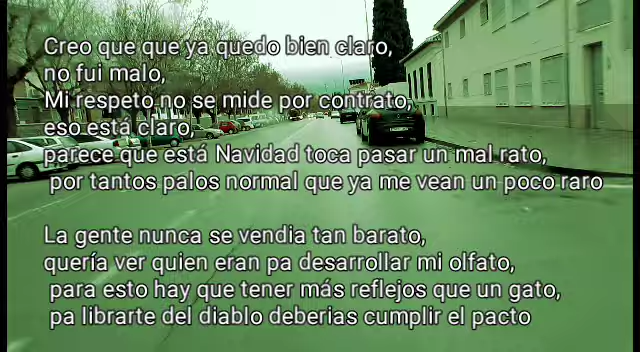 Creo que que ya quedo bien claro,
no fui malo,
Mi respeto no se mide por contrato,
eso está claro,
parece que está Navidad toca pasar un mal rato,
por tantos palos normal que ya me vean un poco raro
La gente nunca se vendia tan barato,
quería ver quien eran pa desarrollar mi olfato,
para esto hay que tener más reflejos que un gato,
pa librarte del diablo deberias cumplir el pacto